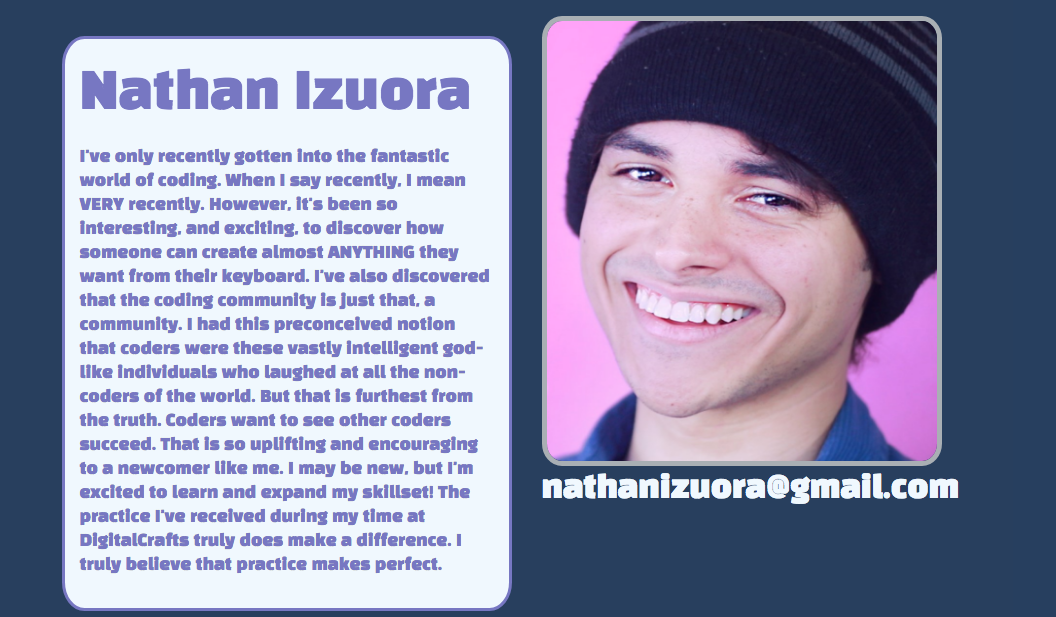 Nathan Izuora
I've only recently gotten into the fantastic
world of coding. When I say recently, I mean
VERY recently. However, it's been so
interesting, and exciting, to discover how
someone can create almost ANYTHING they
want from their keyboard. I've also discovered
that the coding community is just that, a
community. I had this preconceived notion
that coders were these vastly intelligent god-
like individuals who laughed at all the non-
coders of the world. But that is furthest from
the truth. Coders want to see other coders
succeed. That is so uplifting and encouraging
to a newcomer like me. I may be new, but I'm
excited to learn and expand my skillset! The
practice I've received during my time at
DigitalCrafts truly does make a difference. I
truly believe that practice makes perfect.
nathanizuora@gmail.com